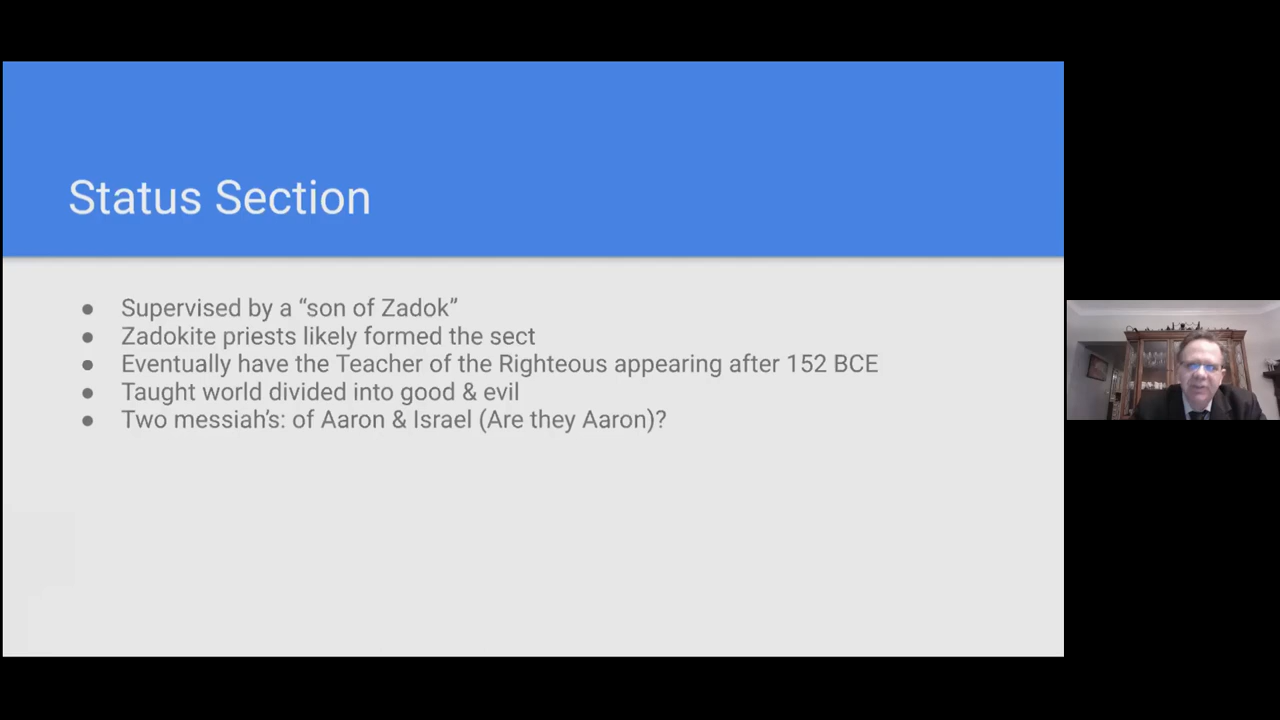 Status Section
● Supervised by a “son of Zadok”
● Zadokite priests likely formed the sect
● Eventually have the Teacher of the Righteous appearing after 152 BCE
● Taught world divided into good & evil
● Two messiah’s: of Aaron & Israel (Are they Aaron)?